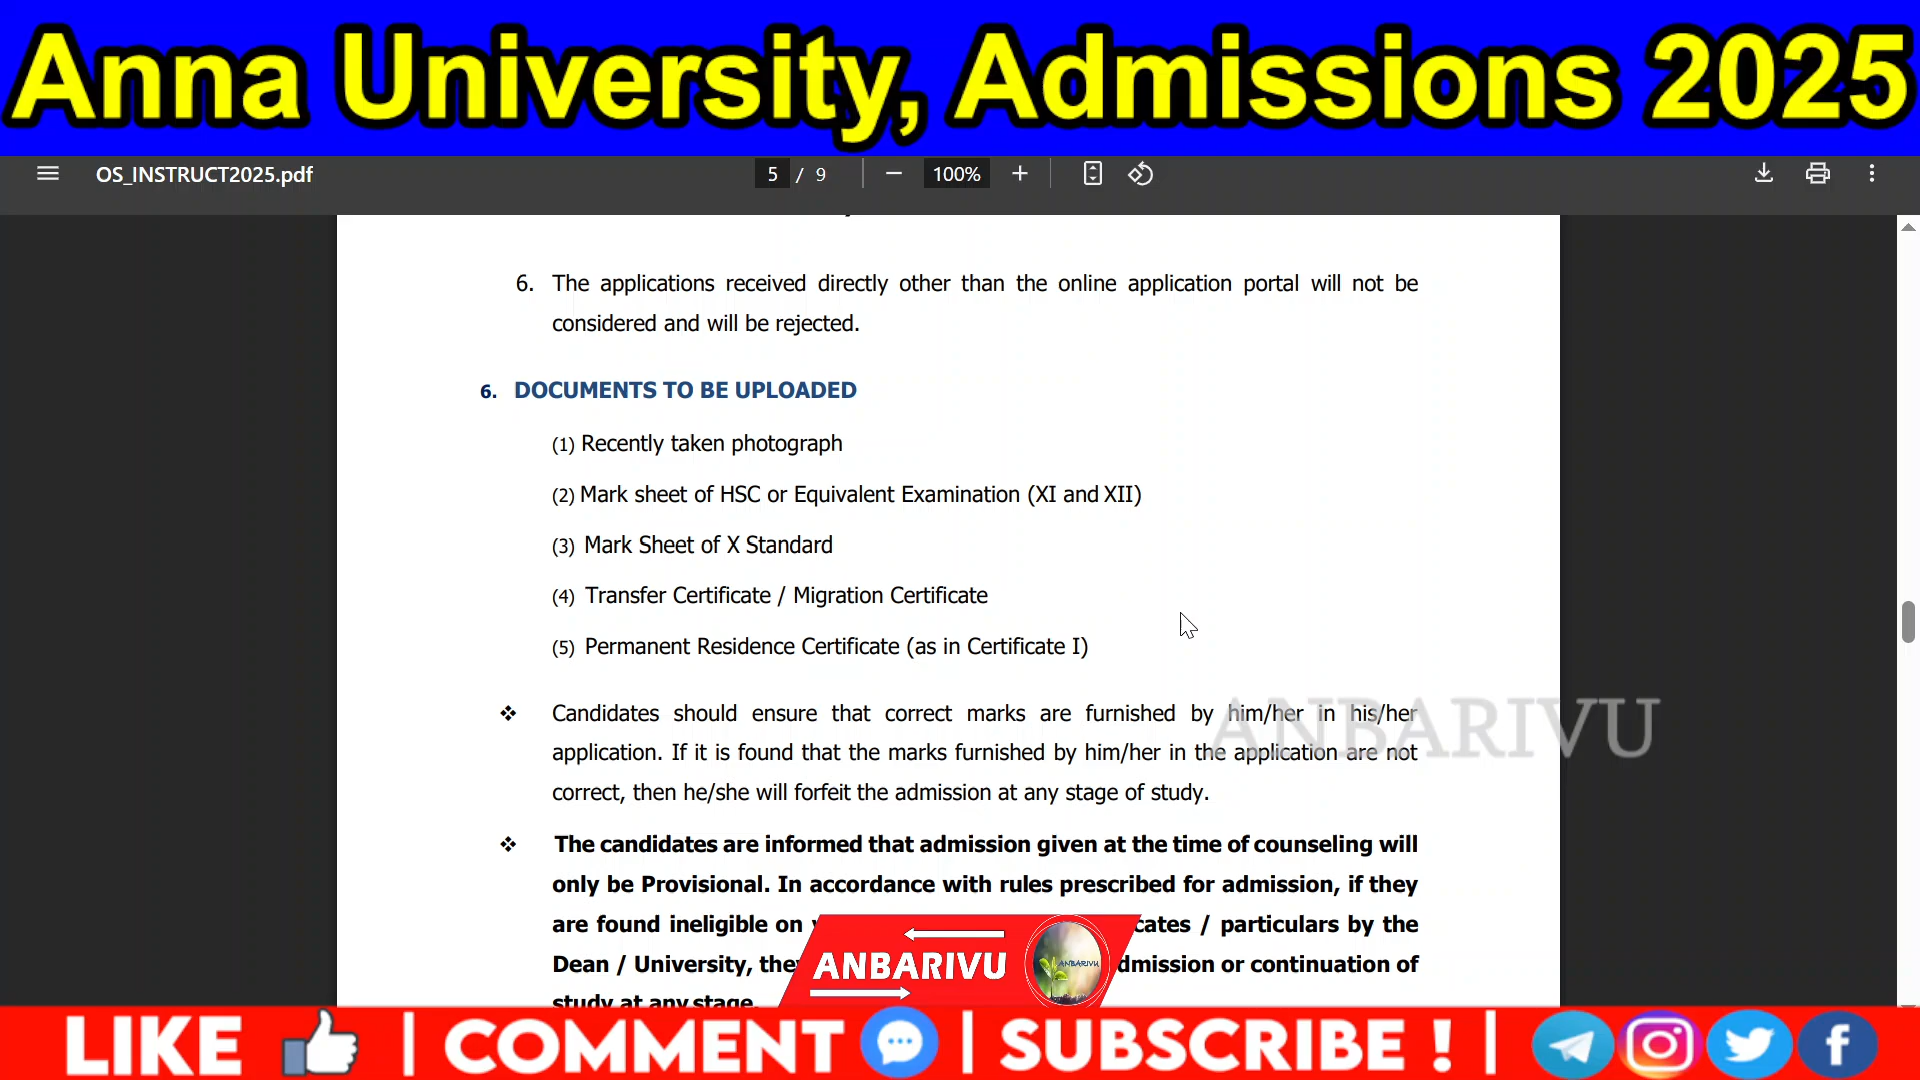 Anna University, Admissions 2025
OS_INSTRUCT2025.pdf
5 / 9
100%
6. The applications received directly other than the online application portal will not be
considered and will be rejected.
6. DOCUMENTS TO BE UPLOADED
(1) Recently taken photograph
(2) Mark sheet of HSC or Equivalent Examination (XI and XII)
(3) Mark Sheet of X Standard
(4) Transfer Certificate / Migration Certificate
(5) Permanent Residence Certificate (as in Certificate I)
❖ Candidates should ensure that correct marks are furnished by him/her in his/her
application. If it is found that the marks furnished by him/her in the application are not
correct, then he/she will forfeit the admission at any stage of study.
ANBARIVU
❖ The candidates are informed that admission given at the time of counseling will
only be Provisional. In accordance with rules prescribed for admission, if they
are found ineligible on cates / particulars by the
Dean / University, they dmission or continuation of
study at any stage.
ANBARIVU
ANBARIVU
LIKE | COMMENT | SUBSCRIBE ! |